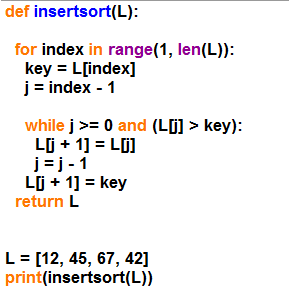 def insertsort(L):
for index in range(1, len(L)):
key = L[index]
j = index - 1
while j >= 0 and (L[j] > key):
L[j + 1] = L[j]
j = j - 1
L[j + 1] = key
return L
L = [12, 45, 67, 42]
print(insertsort(L))